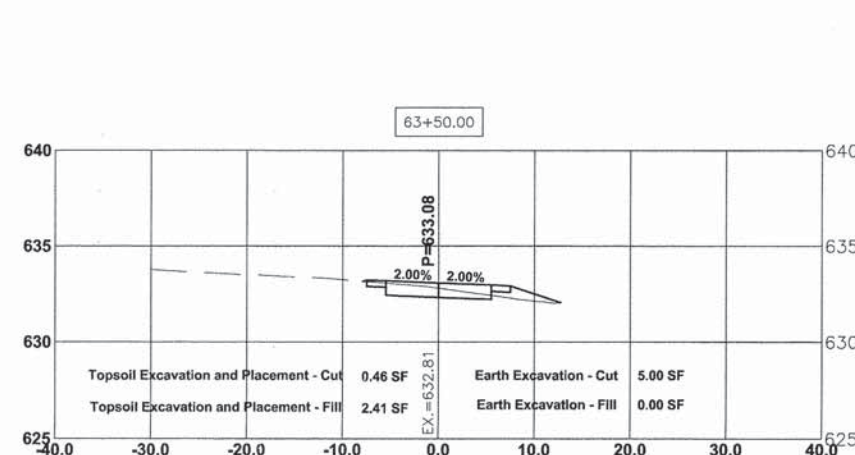 63+50.00
640
640
P=633.08
635
635
2.00%
2.00%
630
630
EX.=632.81
Topsoil Excavation and Placement - Cut 0.46 SF
Earth Excavation - Cut 5.00 SF
Topsoil Excavation and Placement - Fill 2.41 SF
Earth Excavation - Fill 0.00 SF
625
625
-40.0 -30.0 -20.0 -10.0 0.0 10.0 20.0 30.0 40.0